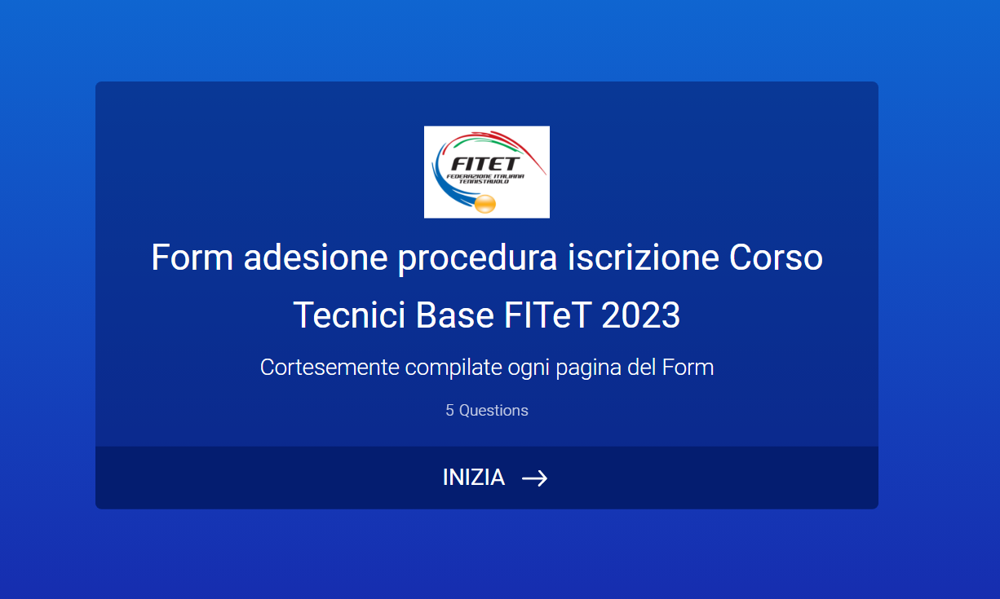 FITET
FEDERAZIONE ITALIANA
TENNISTAVOLO
Form adesione procedura iscrizione Corso
Tecnici Base FITeT 2023
Cortesemente compilate ogni pagina del Form
5 Questions
INIZIA